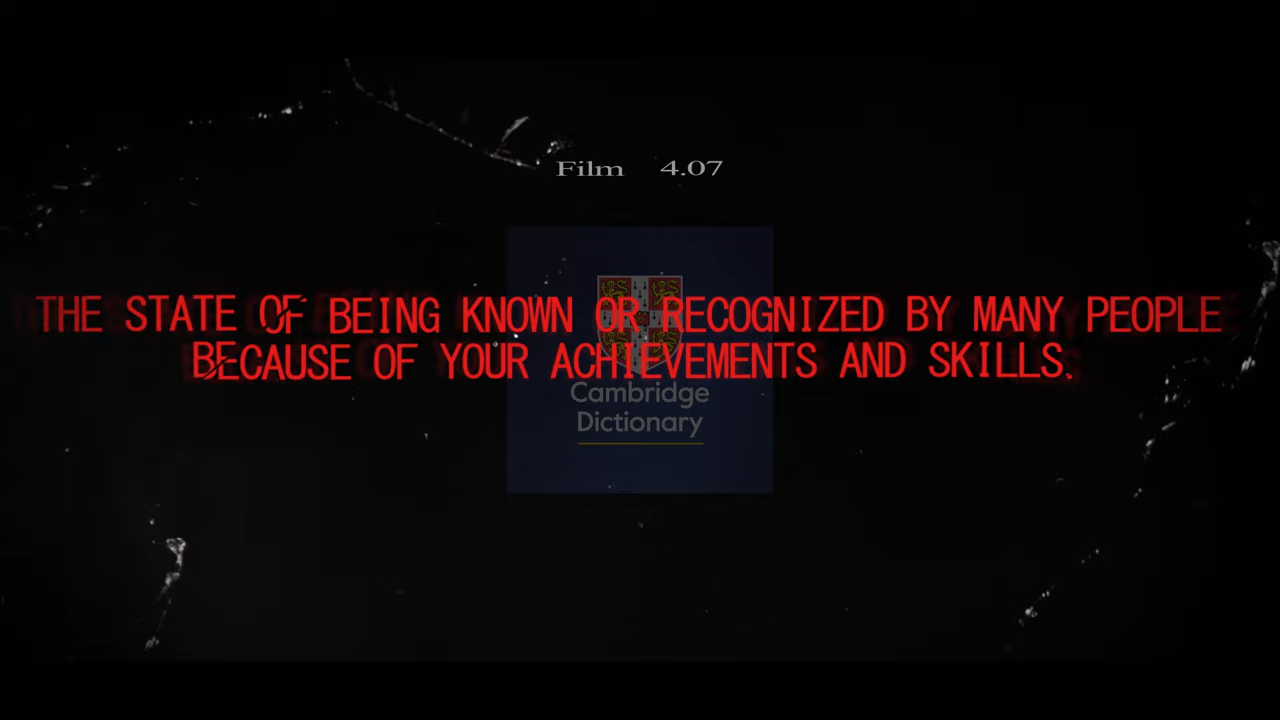 Film 4.07
THE STATE OF BEING KNOWN OR RECOGNIZED BY MANY PEOPLE
BECAUSE OF YOUR ACHIEVEMENTS AND SKILLS.
Cambridge
Dictionary